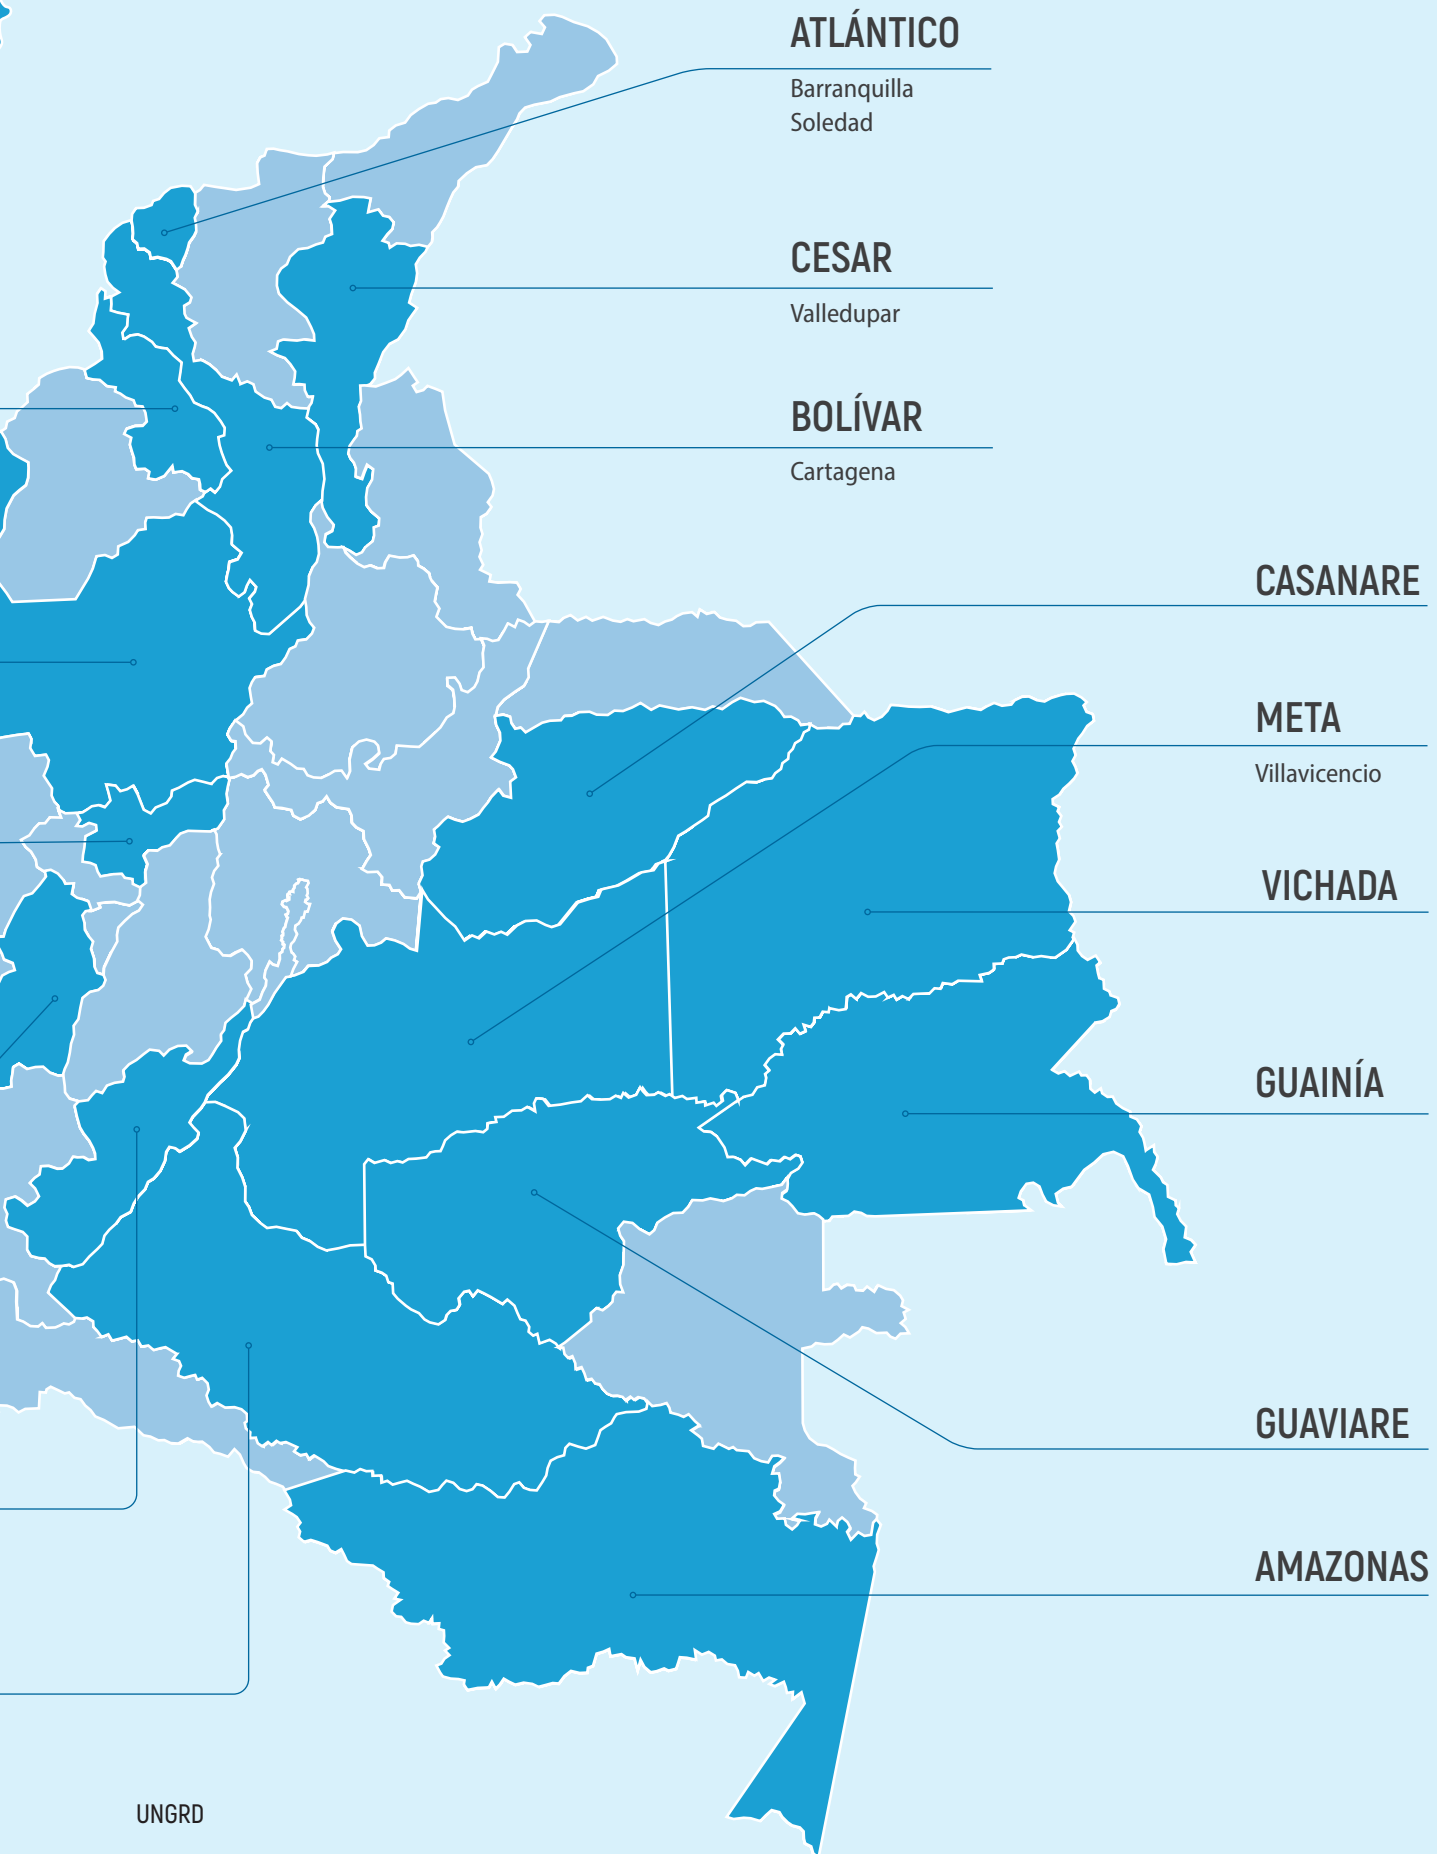 ATLÁNTICO
Barranquilla
Soledad
CESAR
Valledupar
BOLÍVAR
Cartagena
CASANARE
META
Villavicencio
VICHADA
GUAINÍA
GUAVIARE
AMAZONAS
UNGRD